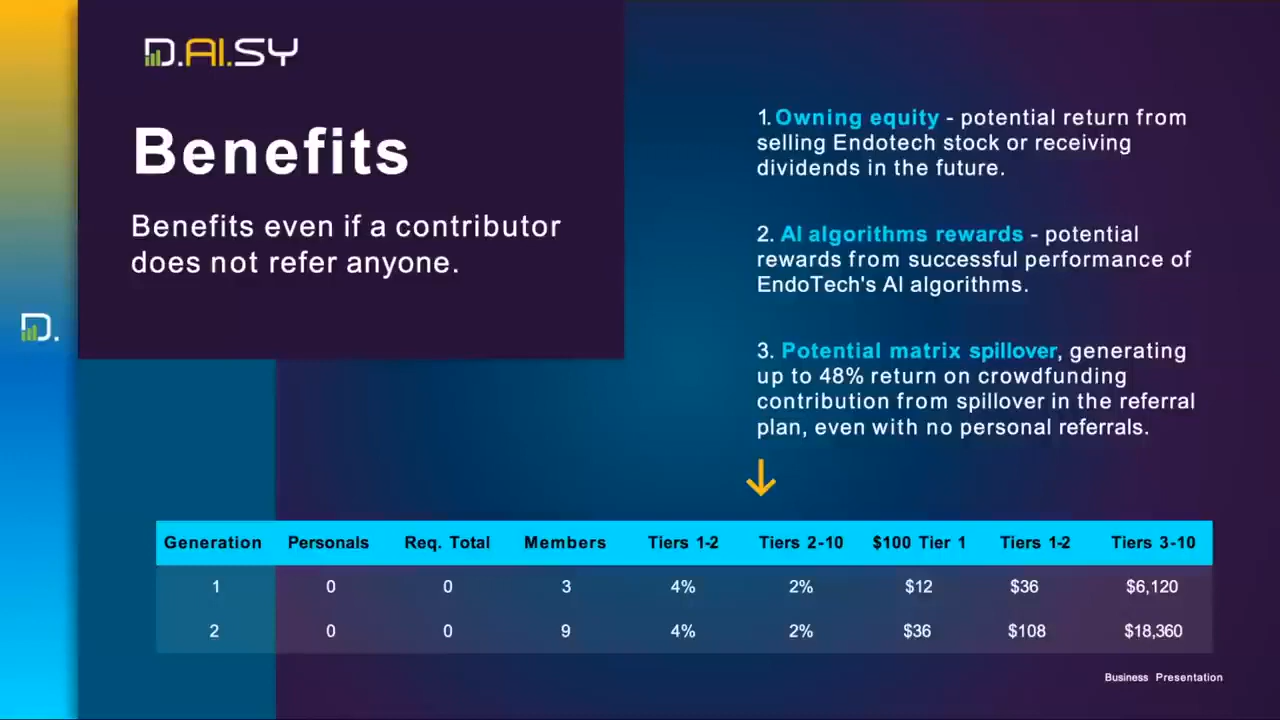 D.AI.SY
Benefits
Benefits even if a contributor
does not refer anyone.
D.
1. Owning equity - potential return from
selling Endotech stock or receiving
dividends in the future.
2. AI algorithms rewards - potential
rewards from successful performance of
EndoTech's AI algorithms.
3. Potential matrix spillover, generating
up to 48% return on crowdfunding
contribution from spillover in the referral
plan, even with no personal referrals.
Generation Personals Req. Total Members Tiers 1-2 Tiers 2-10 $100 Tier 1 Tiers 1-2 Tiers 3-10
1 0 0 3 4% 2% $12 $36 $6,120
2 0 0 9 4% 2% $36 $108 $18,360
Business Presentation